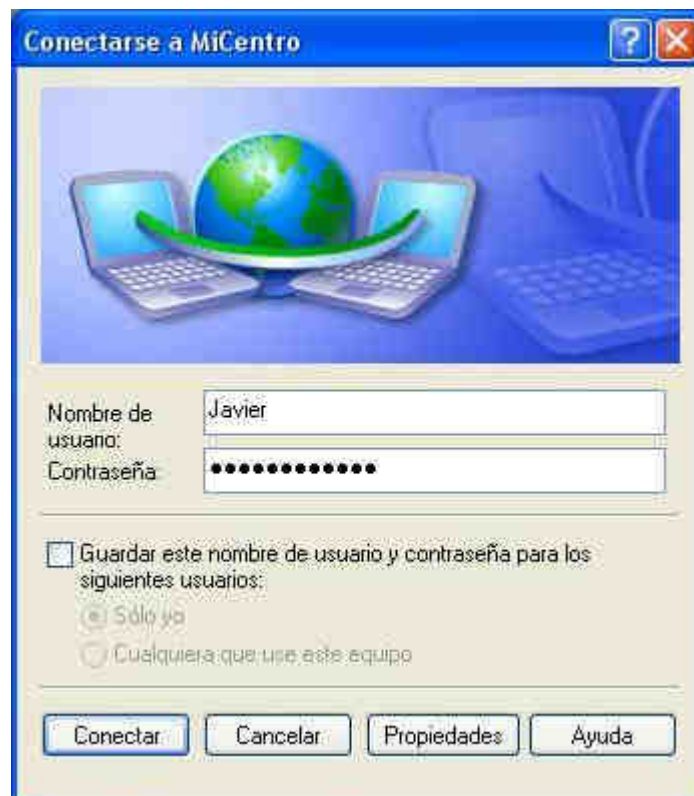 Conectarse a MiCentro
Nombre de
usuario:
Javier
Contraseña:
••••••••••••
Guardar este nombre de usuario y contraseña para los
siguientes usuarios:
Sólo yo
Cualquiera que use este equipo
Conectar Cancelar Propiedades Ayuda